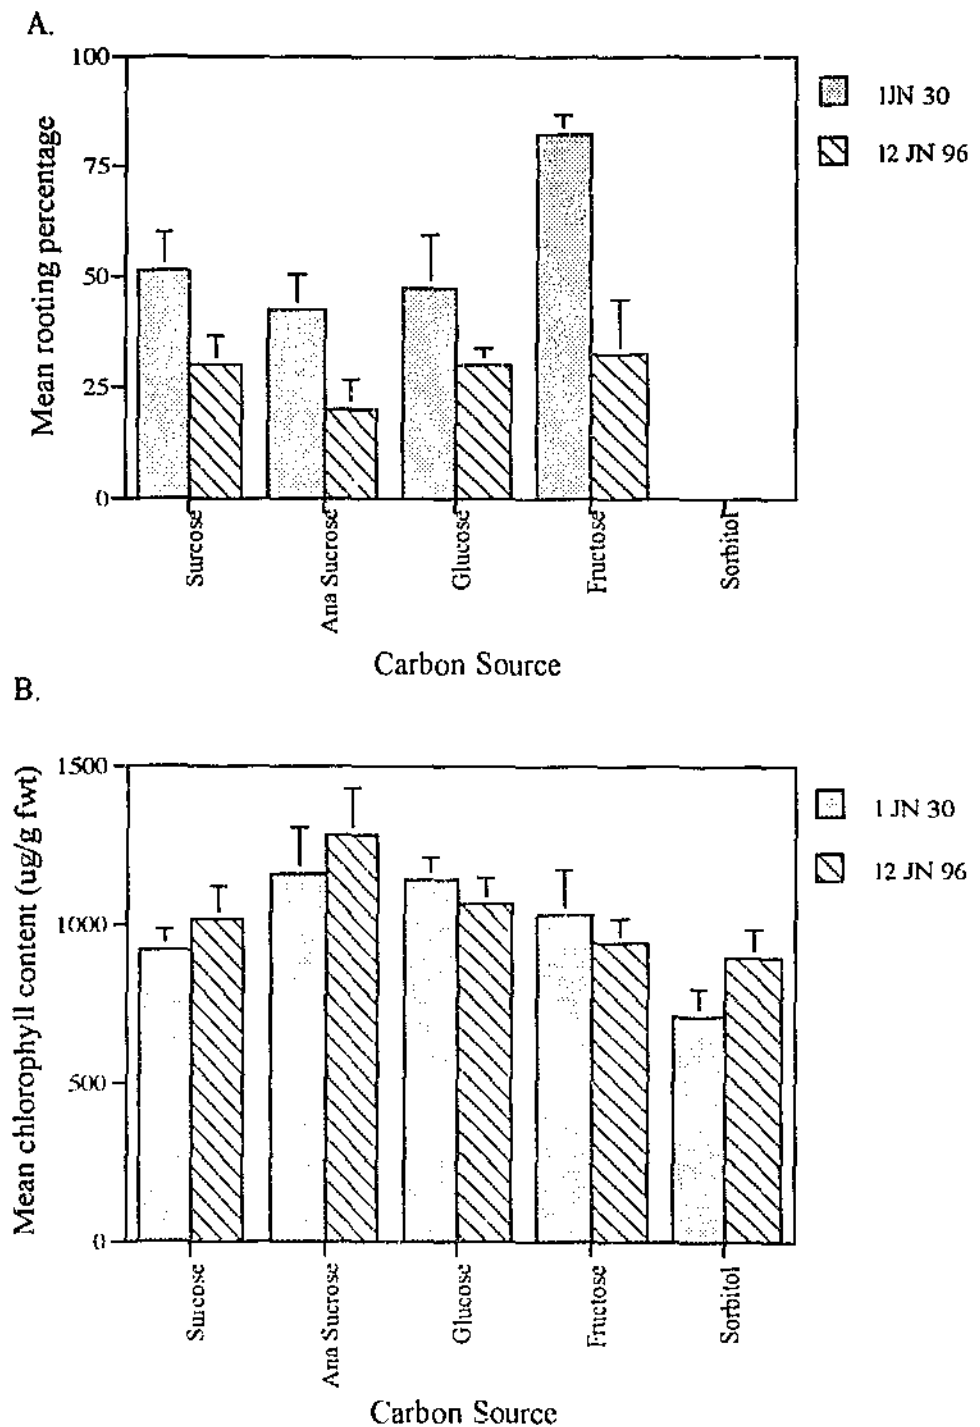 A.
100
75
50
25
0
Mean rooting percentage
1JN 30
12 JN 96
Surcose
Ana Sucrose
Glucose
Fructose
Sorbitol
Carbon Source
B.
1500
1000
500
0
Mean chlorophyll content (ug/g fwt)
1 JN 30
12 JN 96
Surcose
Ana Sucrose
Glucose
Fructose
Sorbitol
Carbon Source